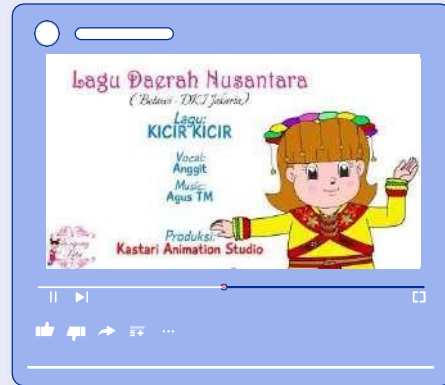 Lagu Daerah Nusantara
(Betawi - DKI Jakarta)
Lagu:
KICIR KICIR
Vocal:
Anggit
Music:
Agus TM
Produksi:
Kastari Animation Studio